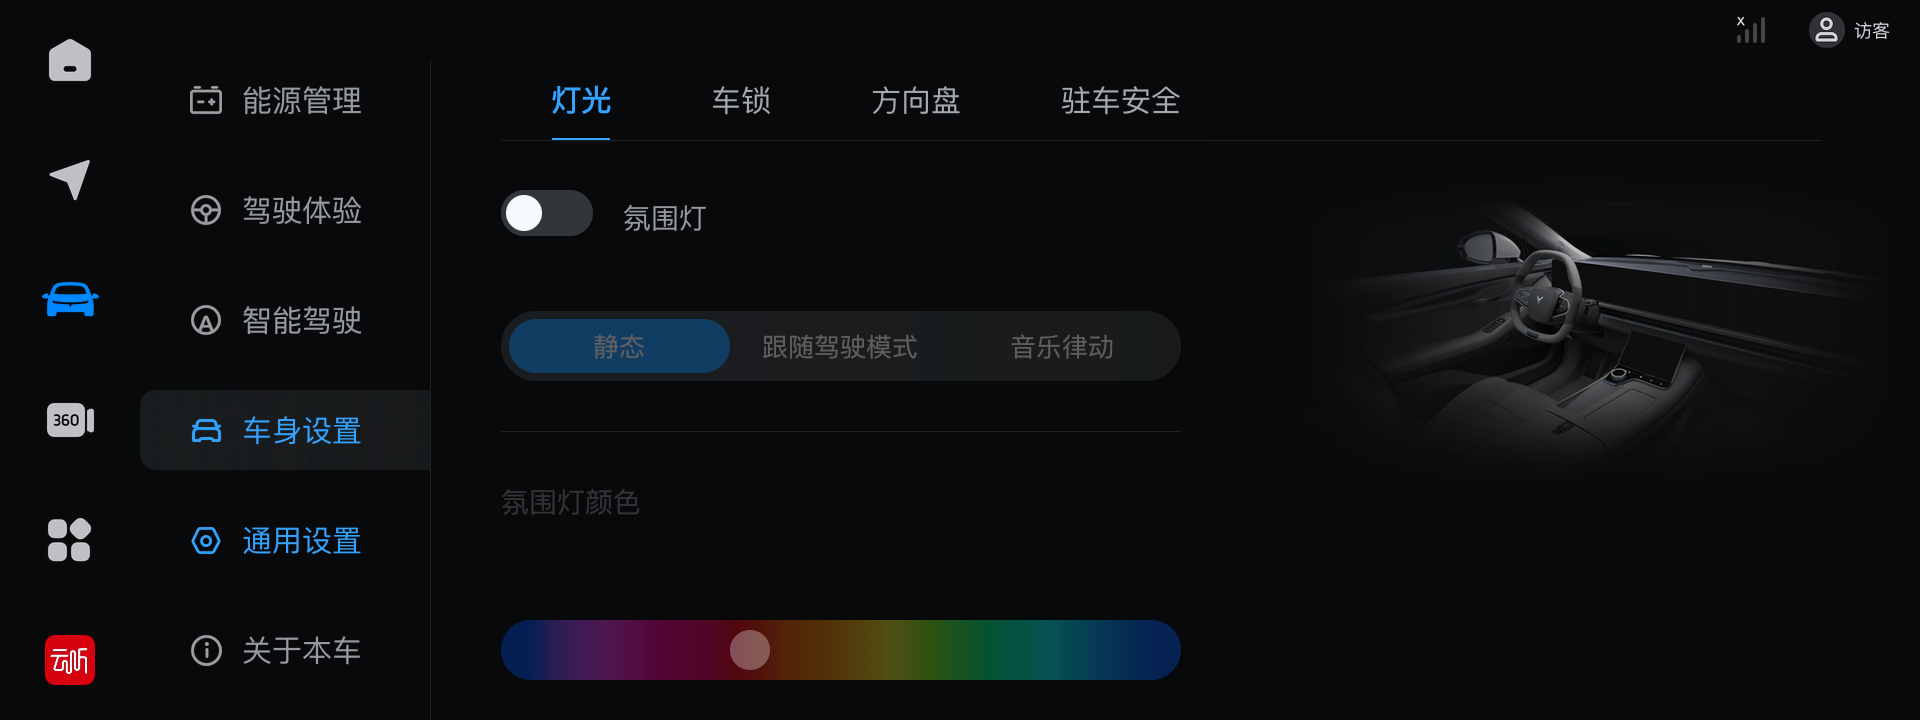 x
访客
能源管理
驾驶体验
智能驾驶
车身设置
通用设置
关于本车
360
云听
灯光
车锁
方向盘
驻车安全
氛围灯
静态
跟随驾驶模式
音乐律动
氛围灯颜色